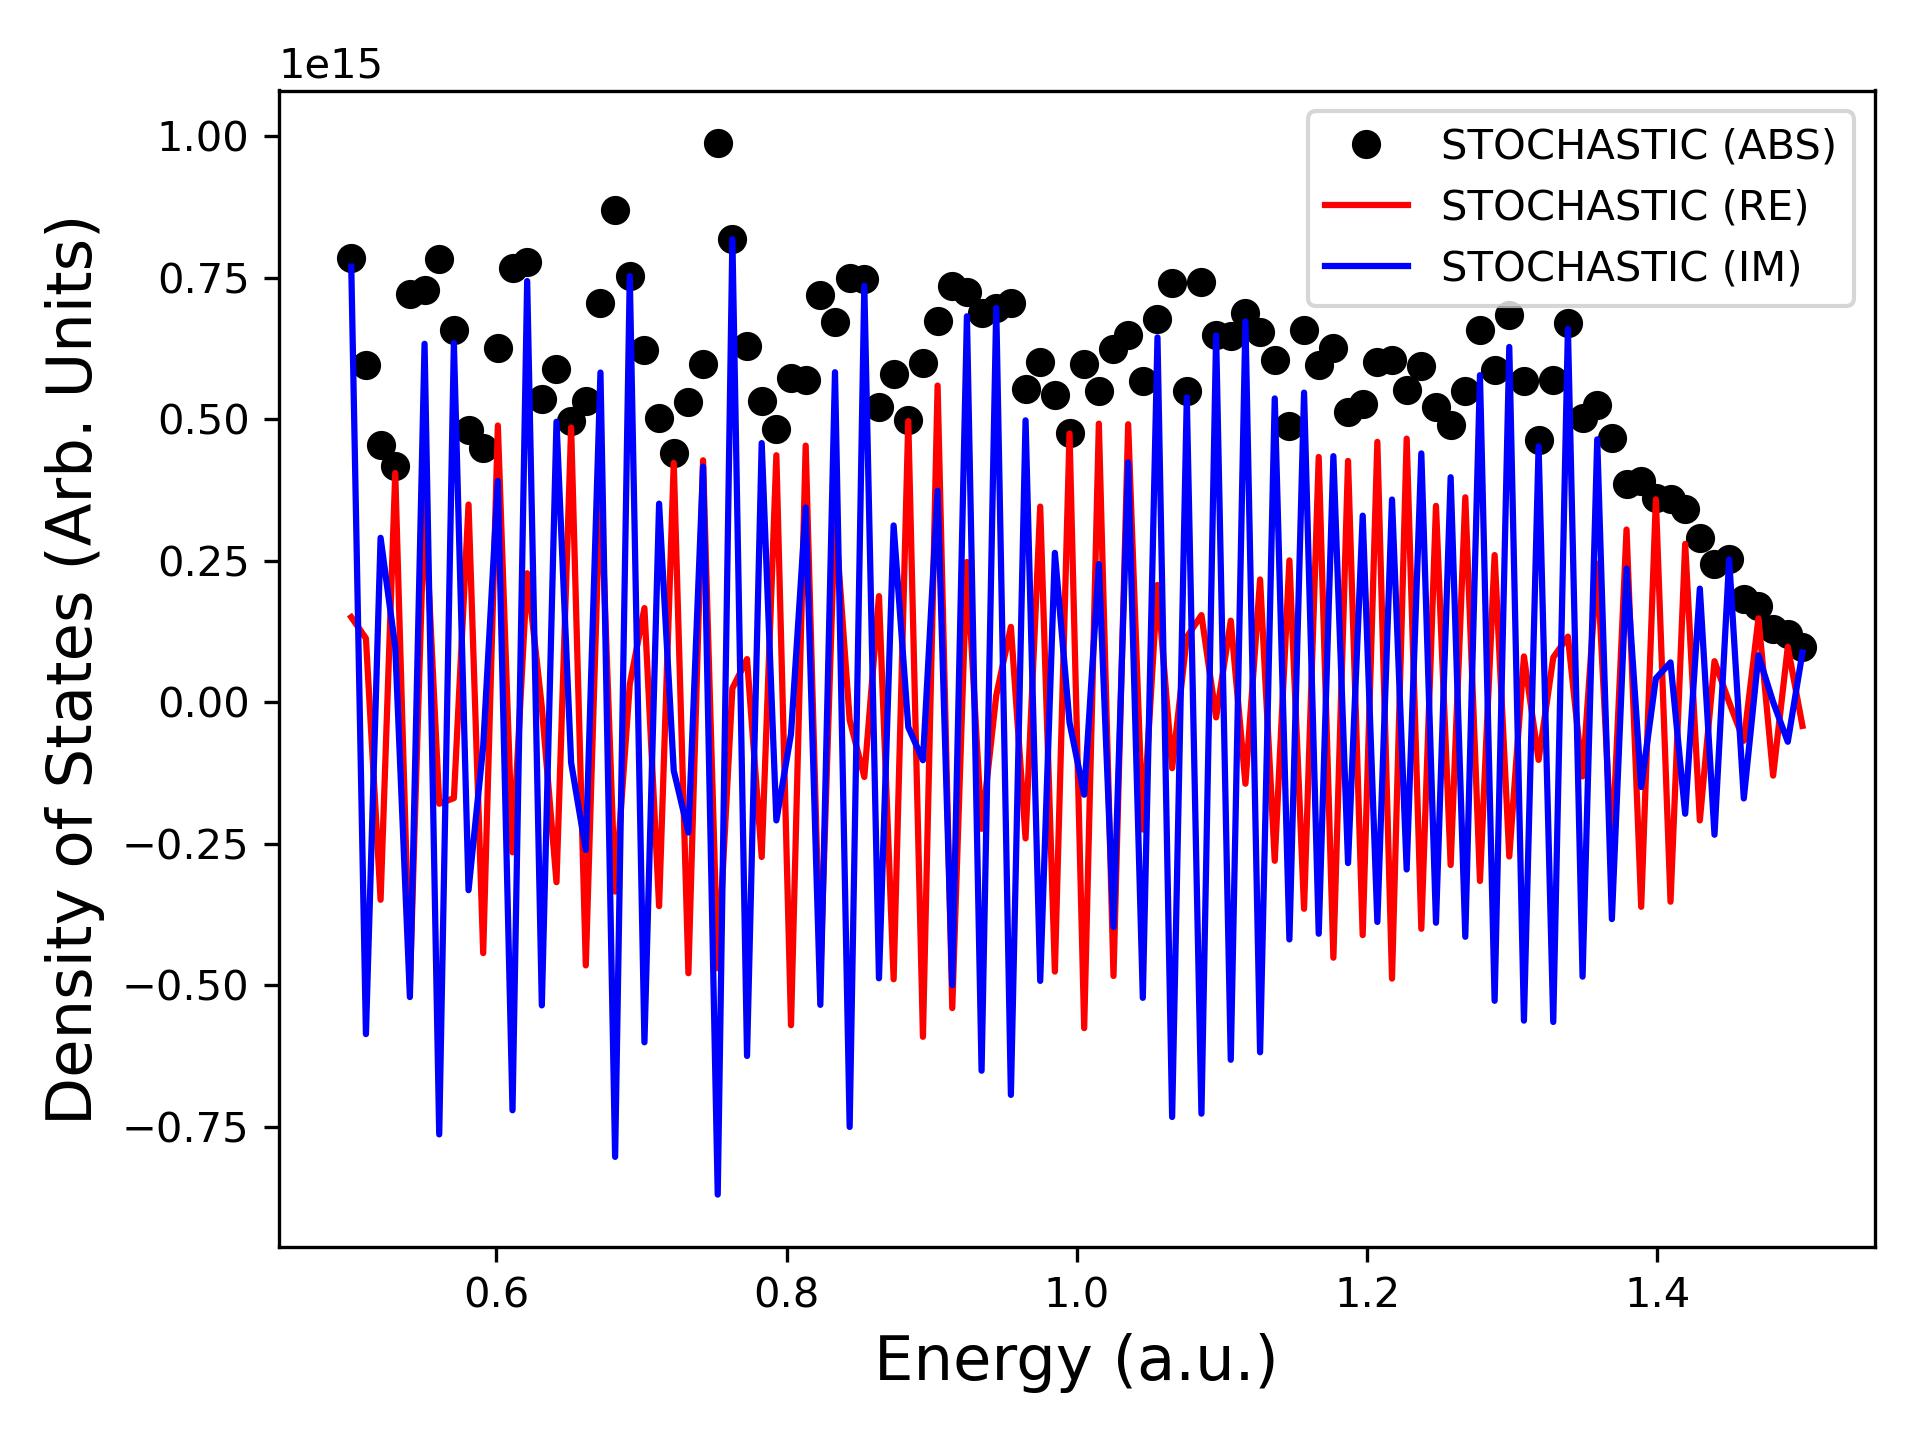 1e15
1.00
0.75
0.50
0.25
0.00
−0.25
−0.50
−0.75
Density of States (Arb. Units)
STOCHASTIC (ABS)
STOCHASTIC (RE)
STOCHASTIC (IM)
0.6 0.8 1.0 1.2 1.4
Energy (a.u.)